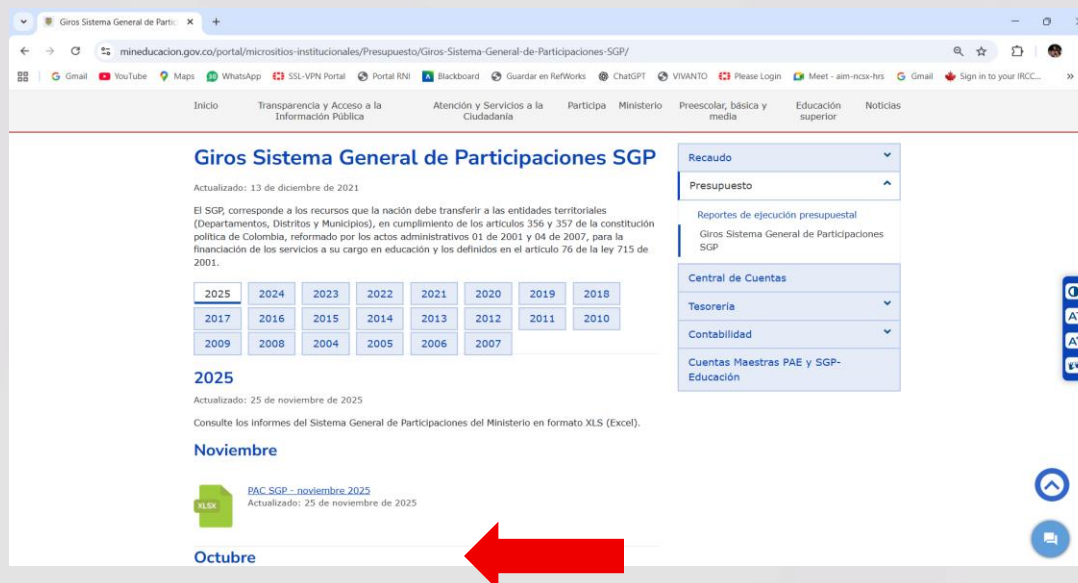 Giros Sistema General de Partic
mineducacion.gov.co/portal/micrositios-institucionales/Presupuesto/Giros-Sistema-General-de-Participaciones-SGP/
Gmail YouTube Maps WhatsApp SSL-VPN Portal Portal RNI Blackboard Guardar en RefWorks ChatGPT VIVANTO Please Login Meet - aim-ncsx-hrs Gmail Sign in to your IRCC...
Inicio Transparencia y Acceso a la Información Pública Atención y Servicios a la Ciudadanía Participa Ministerio Preescolar, básica y media Educación superior Noticias
Giros Sistema General de Participaciones SGP
Actualizado: 13 de diciembre de 2021
El SGP, corresponde a los recursos que la nación debe transferir a las entidades territoriales
(Departamentos, Distritos y Municipios), en cumplimiento de los artículos 356 y 357 de la constitución
política de Colombia, reformado por los actos administrativos 01 de 2001 y 04 de 2007, para la
financiación de los servicios a su cargo en educación y los definidos en el artículo 76 de la ley 715 de
2001.
2025 2024 2023 2022 2021 2020 2019 2018
2017 2016 2015 2014 2013 2012 2011 2010
2009 2008 2004 2005 2006 2007
2025
Actualizado: 25 de noviembre de 2025
Consulte los informes del Sistema General de Participaciones del Ministerio en formato XLS (Excel).
Noviembre
XLSX
PAC SGP - noviembre 2025
Actualizado: 25 de noviembre de 2025
Octubre
Recaudo
Presupuesto
Reportes de ejecución presupuestal
Giros Sistema General de Participaciones
SGP
Central de Cuentas
Tesorería
Contabilidad
Cuentas Maestras PAE y SGP-
Educación